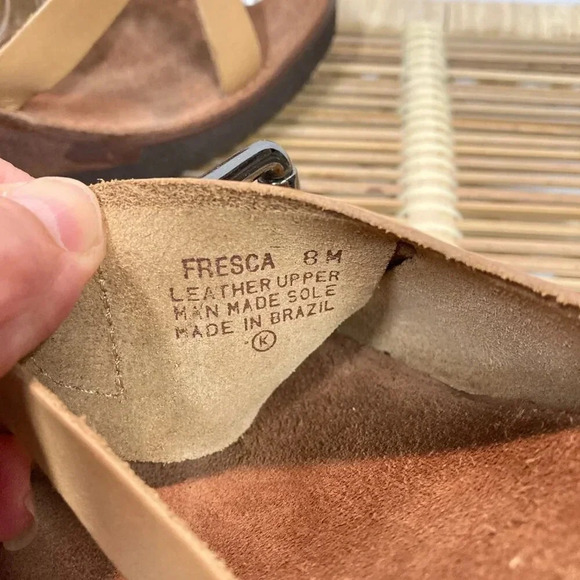 FRESCA 8 M
LEATHER UPPER
MAN MADE SOLE
MADE IN BRAZIL
K